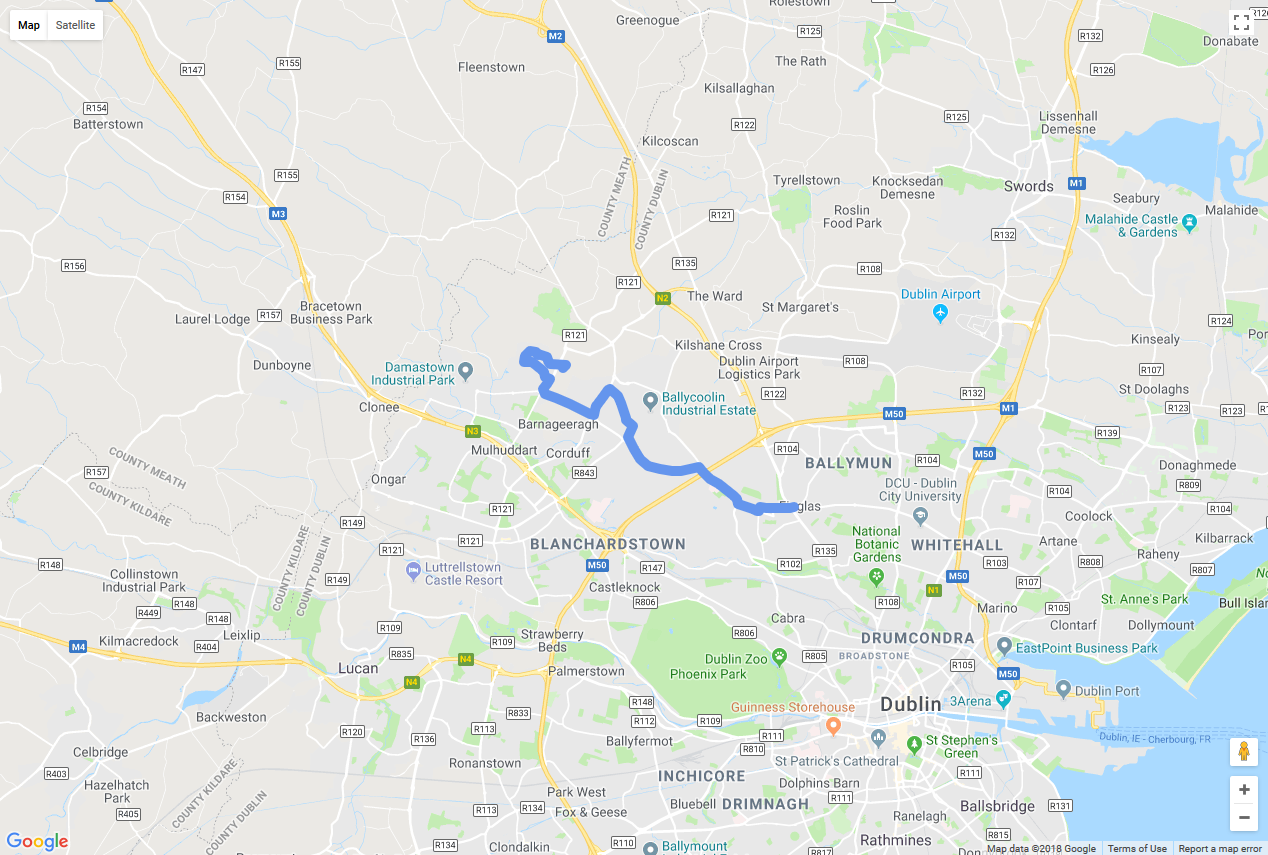 Map
Satellite
Greenogue
Rolestown
R132
R126
R125
M2
Donabate
The Rath
R155
R147
R155
Fleenstown
R126
Kilsallaghan
R154
Batterstown
R122
R125
Lissenhall
Demesne
Kilcoscan
R155
R154
COUNTY MEATH
COUNTY DUBLIN
Tyrellstown
Knocksedan
Demesne
Swords
M1
Seabury
M3
R121
Roslin
Food Park
Malahide Castle
& Gardens
Malahide
R132
R156
R135
R108
R121
Dublin Airport
N2
The Ward
St Margaret's
Bracetown
Business Park
R157
Laurel Lodge
R121
R124
Kilshane Cross
Kinsealy
Dunboyne
Damastown
Industrial Park
Dublin Airport
Logistics Park
R108
R107
St Doolaghs
R122
R132
Clonee
Ballycoolin
Industrial Estate
M50
M1
R123
R123
N3
Barnageeragh
R139
Mulhuddart
Corduff
R104
M50
COUNTY MEATH
COUNTY KILDARE
R157
R843
BALLYMUN
R104
Donaghmede
Ongar
DCU - Dublin
City University
R104
R809
R121
Finglas
R104
Coolock
R149
National
Botanic
Gardens
R121
R121
BLANCHARDSTOWN
R135
WHITEHALL
Artane
Kilbarrack
Raheny
R148
M50
R147
R102
R103
R808
R807
COUNTY KILDARE
COUNTY DUBLIN
Luttrellstown
Castle Resort
Collinstown
Industrial Park
R149
Castleknock
M50
R107
N1
R148
R806
R108
St. Anne's Park
R449
R148
Marino
R105
Bull Islan
Cabra
Clontarf
Dollymount
Kilmacredock
R404
Leixlip
R109
R109
Strawberry
Beds
R806
DRUMCONDRA
M4
R835
N4
Dublin Zoo
R805
BROADSTONE
EastPoint Business Park
Lucan
Palmerstown
Phoenix Park
R105
M50
N4
Dublin Port
R148
Guinness Storehouse
Dublin
3Arena
Backweston
R833
R112
R109
R120
R113
R136
Ballyfermot
R111
R810
St Stephen's
Green
Dublin, IE - Cherbourg, FR
Celbridge
Ronanstown
St Patrick's Cathedral
R403
Hazelhatch
Park
INCHICORE
Dolphins Barn
R111
R405
COUNTY KILDARE
COUNTY DUBLIN
Park West
R111
R113
R134
Fox & Geese
Bluebell
DRIMNAGH
Ranelagh
Ballsbridge
R131
Google
R134
Clondalkin
R110
Ballymount
R817
Rathmines
R815
Map data ©2018 Google
Terms of Use
Report a map error